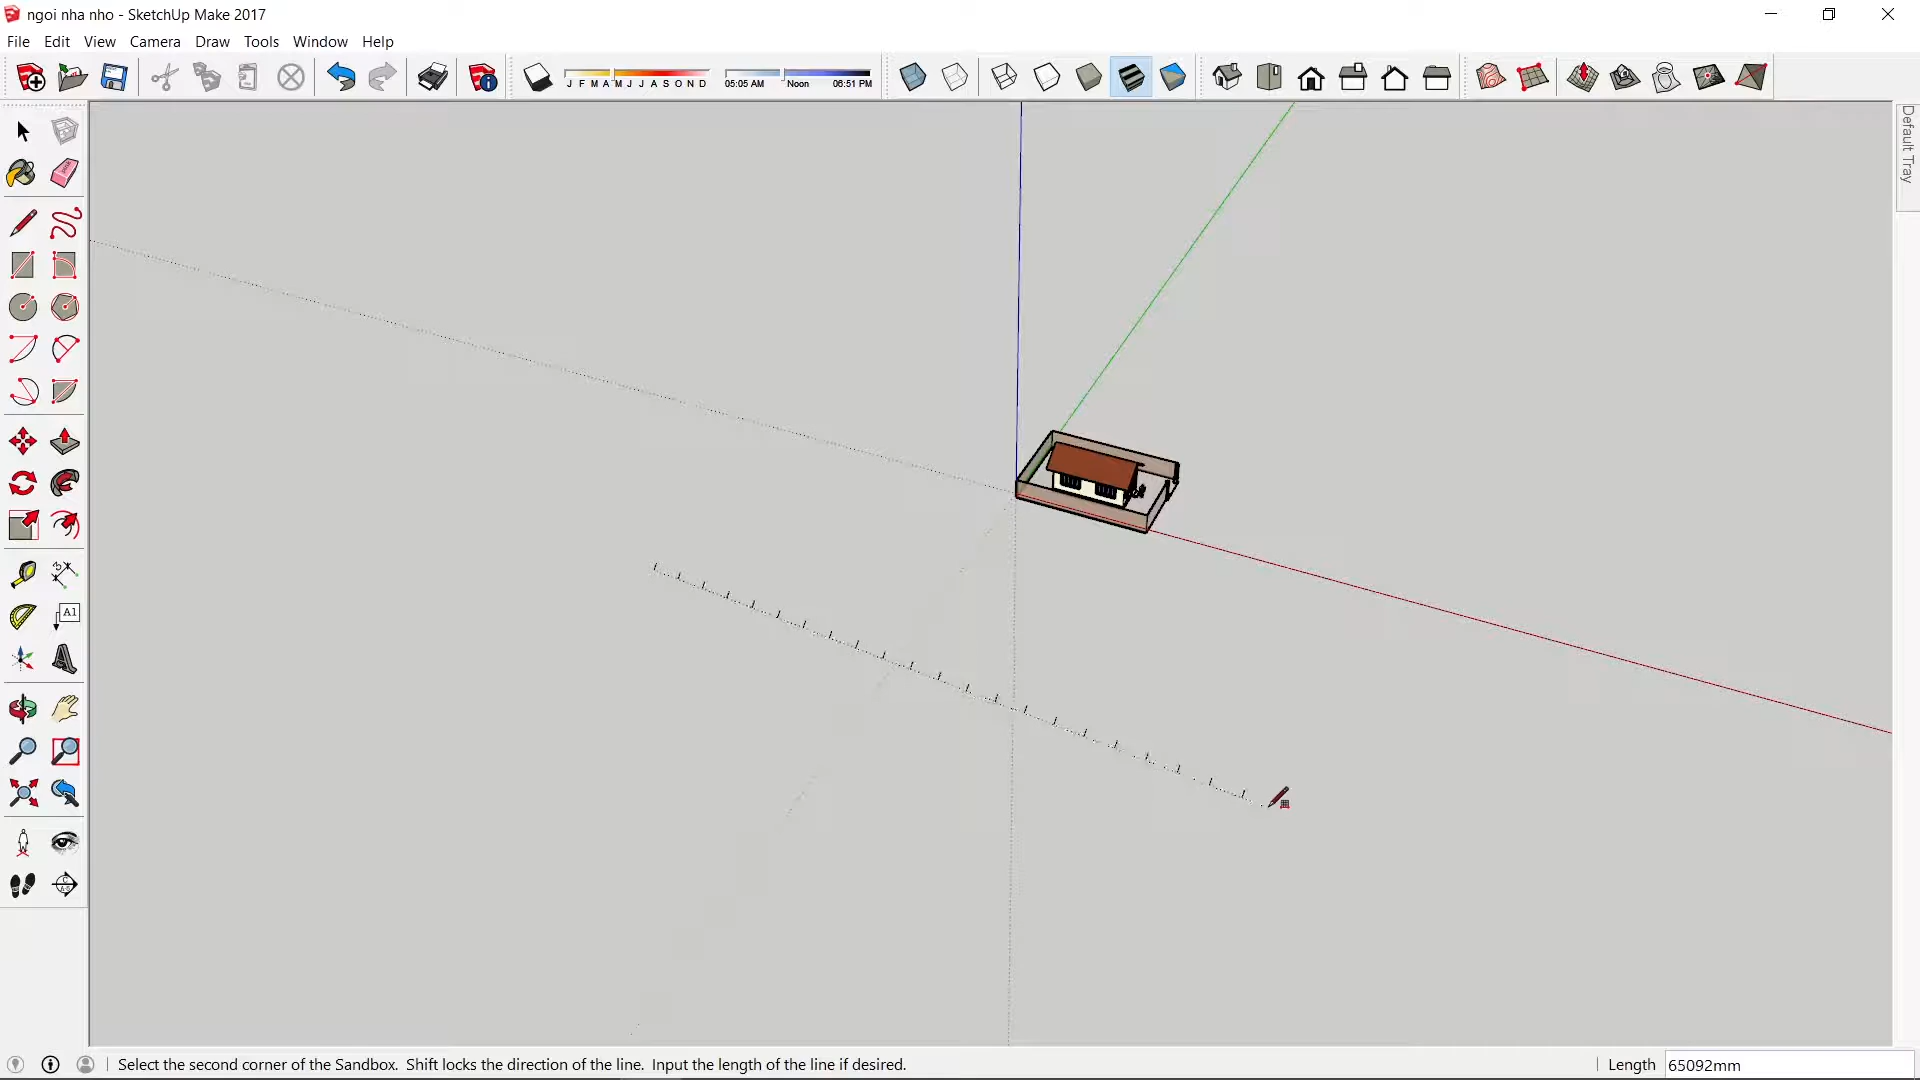 ngoi nha nho - SketchUp Make 2017
File Edit View Camera Draw Tools Window Help
J F M A M J J A S O N D
05:05 AM Noon 06:51 PM
Default Tray
A1
Select the second corner of the Sandbox. Shift locks the direction of the line. Input the length of the line if desired.
Length 65092mm